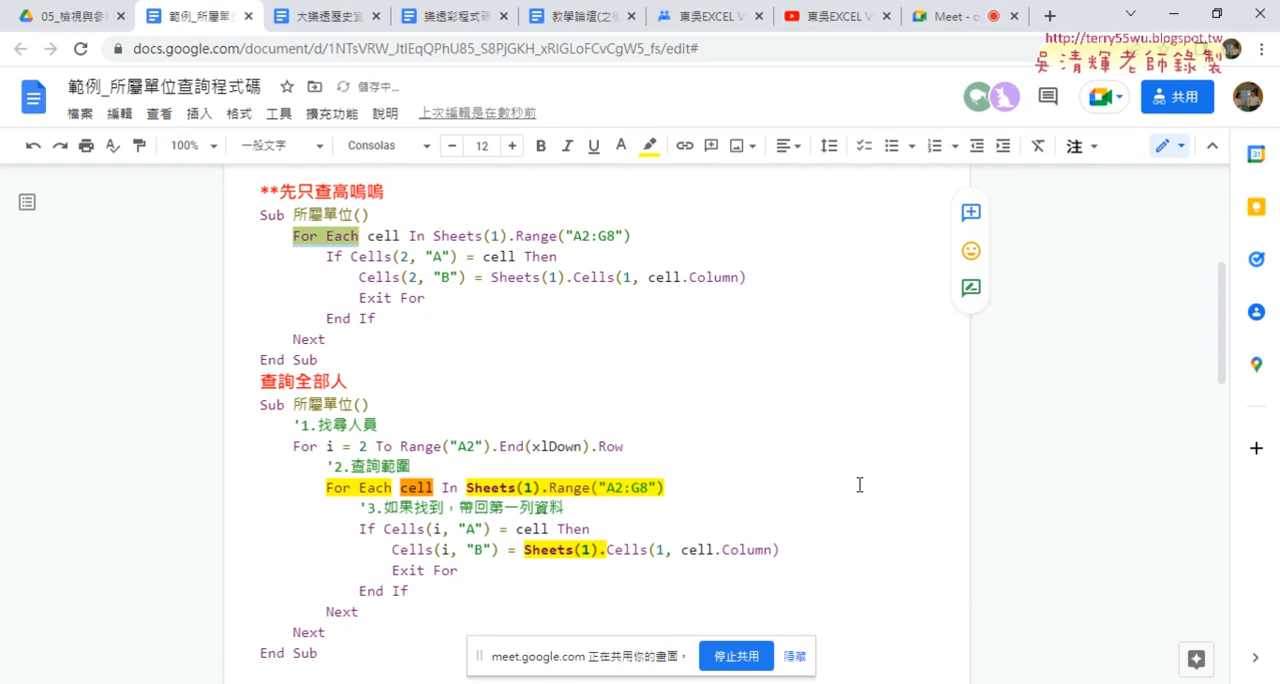 05_檢視與參
範例_所屬單
大樂透歷史資
樂透彩程式碼
教學論壇(之後
東吳EXCEL V
東吳EXCEL V
Meet - c
docs.google.com/document/d/1NTsVRW_JtlEqQPhU85_S8PjGKH_xRIGLoFCvCgW5_fs/edit#
http://terry55wu.blogspot.tw
吳清輝老師錄製
範例_所屬單位查詢程式碼
儲存中...
檔案 編輯 查看 插入 格式 工具 擴充功能 說明 上次編輯是在數秒前
共用
100% 一般文字 Consolas 12 B I U A 注
**先只查高嗚嗚
Sub 所屬單位()
For Each cell In Sheets(1).Range("A2:G8")
If Cells(2, "A") = cell Then
Cells(2, "B") = Sheets(1).Cells(1, cell.Column)
Exit For
End If
Next
End Sub
查詢全部人
Sub 所屬單位()
'1.找尋人員
For i = 2 To Range("A2").End(xlDown).Row
'2.查詢範圍
For Each cell In Sheets(1).Range("A2:G8")
'3.如果找到，帶回第一列資料
If Cells(i, "A") = cell Then
Cells(i, "B") = Sheets(1).Cells(1, cell.Column)
Exit For
End If
Next
Next
End Sub
meet.google.com 正在共用你的畫面。 停止共用 隱藏